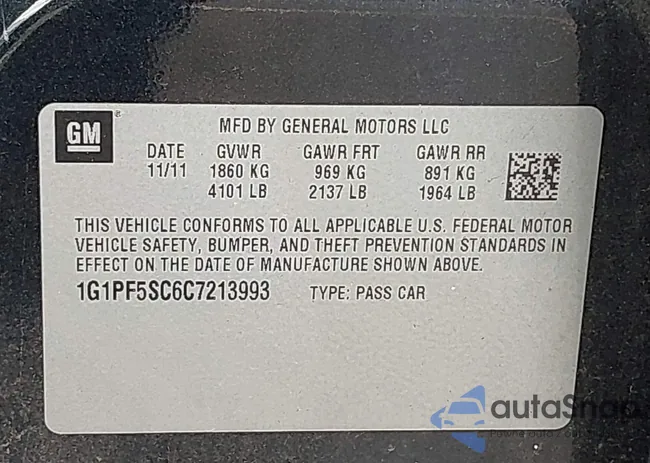 GM
MFD BY GENERAL MOTORS LLC
DATE GVWR GAWR FRT GAWR RR
11/11 1860 KG 969 KG 891 KG
4101 LB 2137 LB 1964 LB
THIS VEHICLE CONFORMS TO ALL APPLICABLE U.S. FEDERAL MOTOR
VEHICLE SAFETY, BUMPER, AND THEFT PREVENTION STANDARDS IN
EFFECT ON THE DATE OF MANUFACTURE SHOWN ABOVE.
1G1PF5SC6C7213993 TYPE: PASS CAR
autaSnap